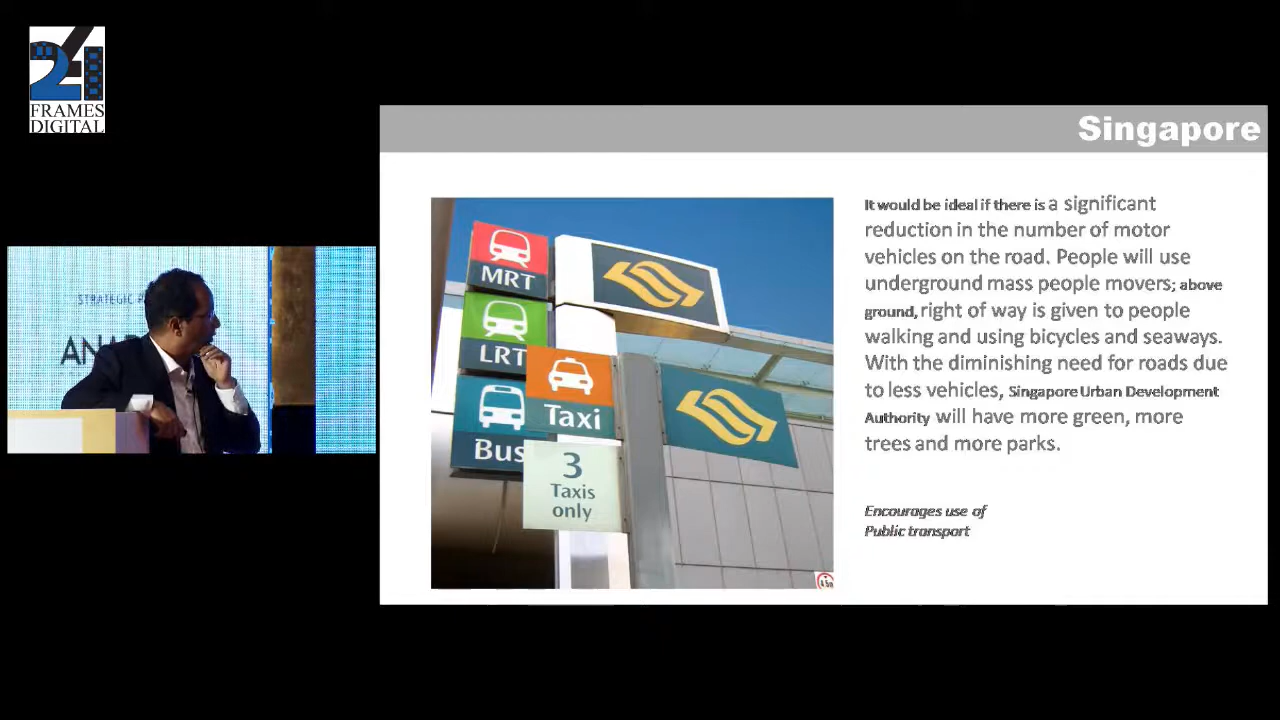 24
FRAMES
DIGITAL
Singapore
STRATEGIC
MRT
LRT
Taxi
Bus
3
Taxis
only
It would be ideal if there is a significant
reduction in the number of motor
vehicles on the road. People will use
underground mass people movers; above
ground, right of way is given to people
walking and using bicycles and seaways.
With the diminishing need for roads due
to less vehicles, Singapore Urban Development
Authority will have more green, more
trees and more parks.
Encourages use of
Public transport